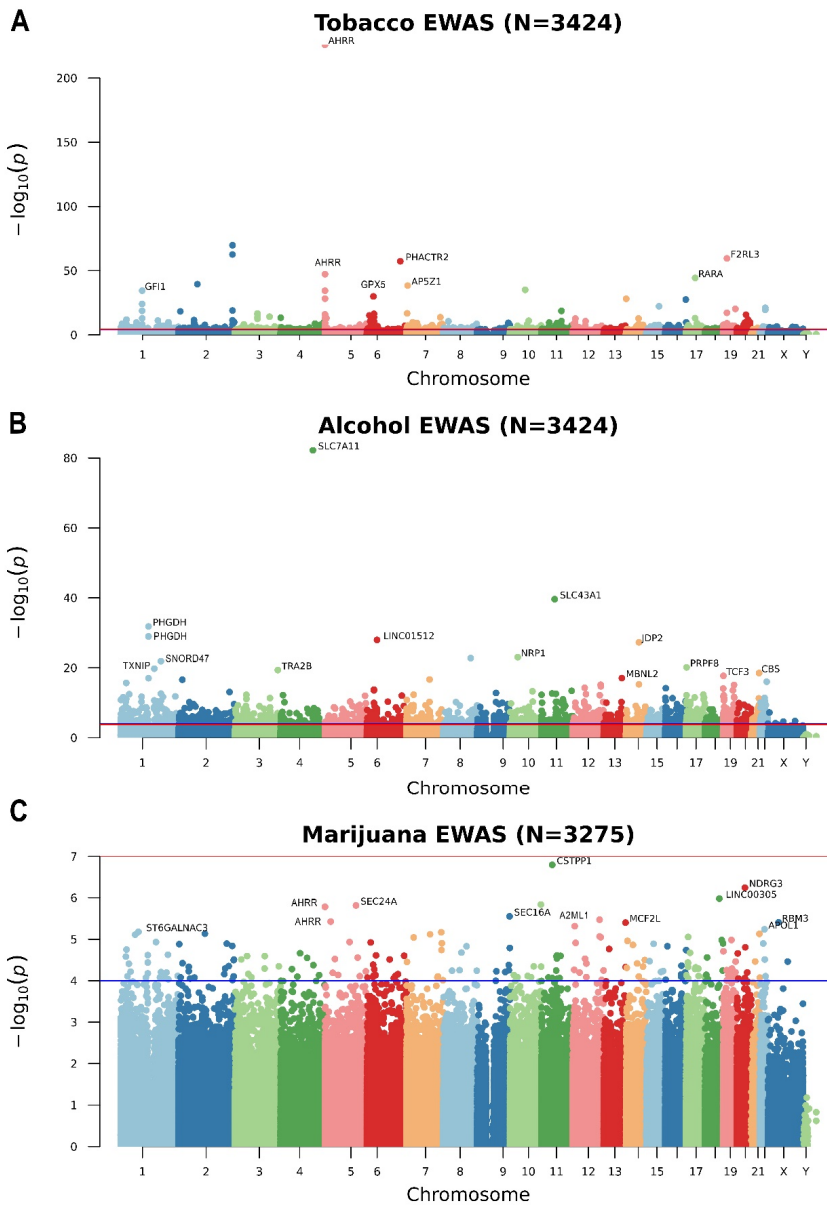 A
Tobacco EWAS (N=3424)
AHRR
200
150
100
50
0
−log10(p)
GFI1
AHRR
PHACTR2
GPX5
AP5Z1
RARA
F2RL3
1 2 3 4 5 6 7 8 9 10 11 12 13 15 17 19 21 X Y
Chromosome
B
Alcohol EWAS (N=3424)
SLC7A11
80
60
40
20
0
−log10(p)
SLC43A1
PHGDH
PHGDH
LINC01512
JDP2
TXNIP
SNORD47
TRA2B
NRP1
MBNL2
PRPF8
TCF3
CBS
1 2 3 4 5 6 7 8 9 10 11 12 13 15 17 19 21 X Y
Chromosome
C
Marijuana EWAS (N=3275)
7
6
5
4
3
2
1
0
−log10(p)
CSTPP1
NDRG3
LINC00305
AHRR
SEC24A
AHRR
SEC16A
A2ML1
MCF2L
RBM3
APOL1
ST6GALNAC3
1 2 3 4 5 6 7 8 9 10 11 12 13 15 17 19 21 X Y
Chromosome